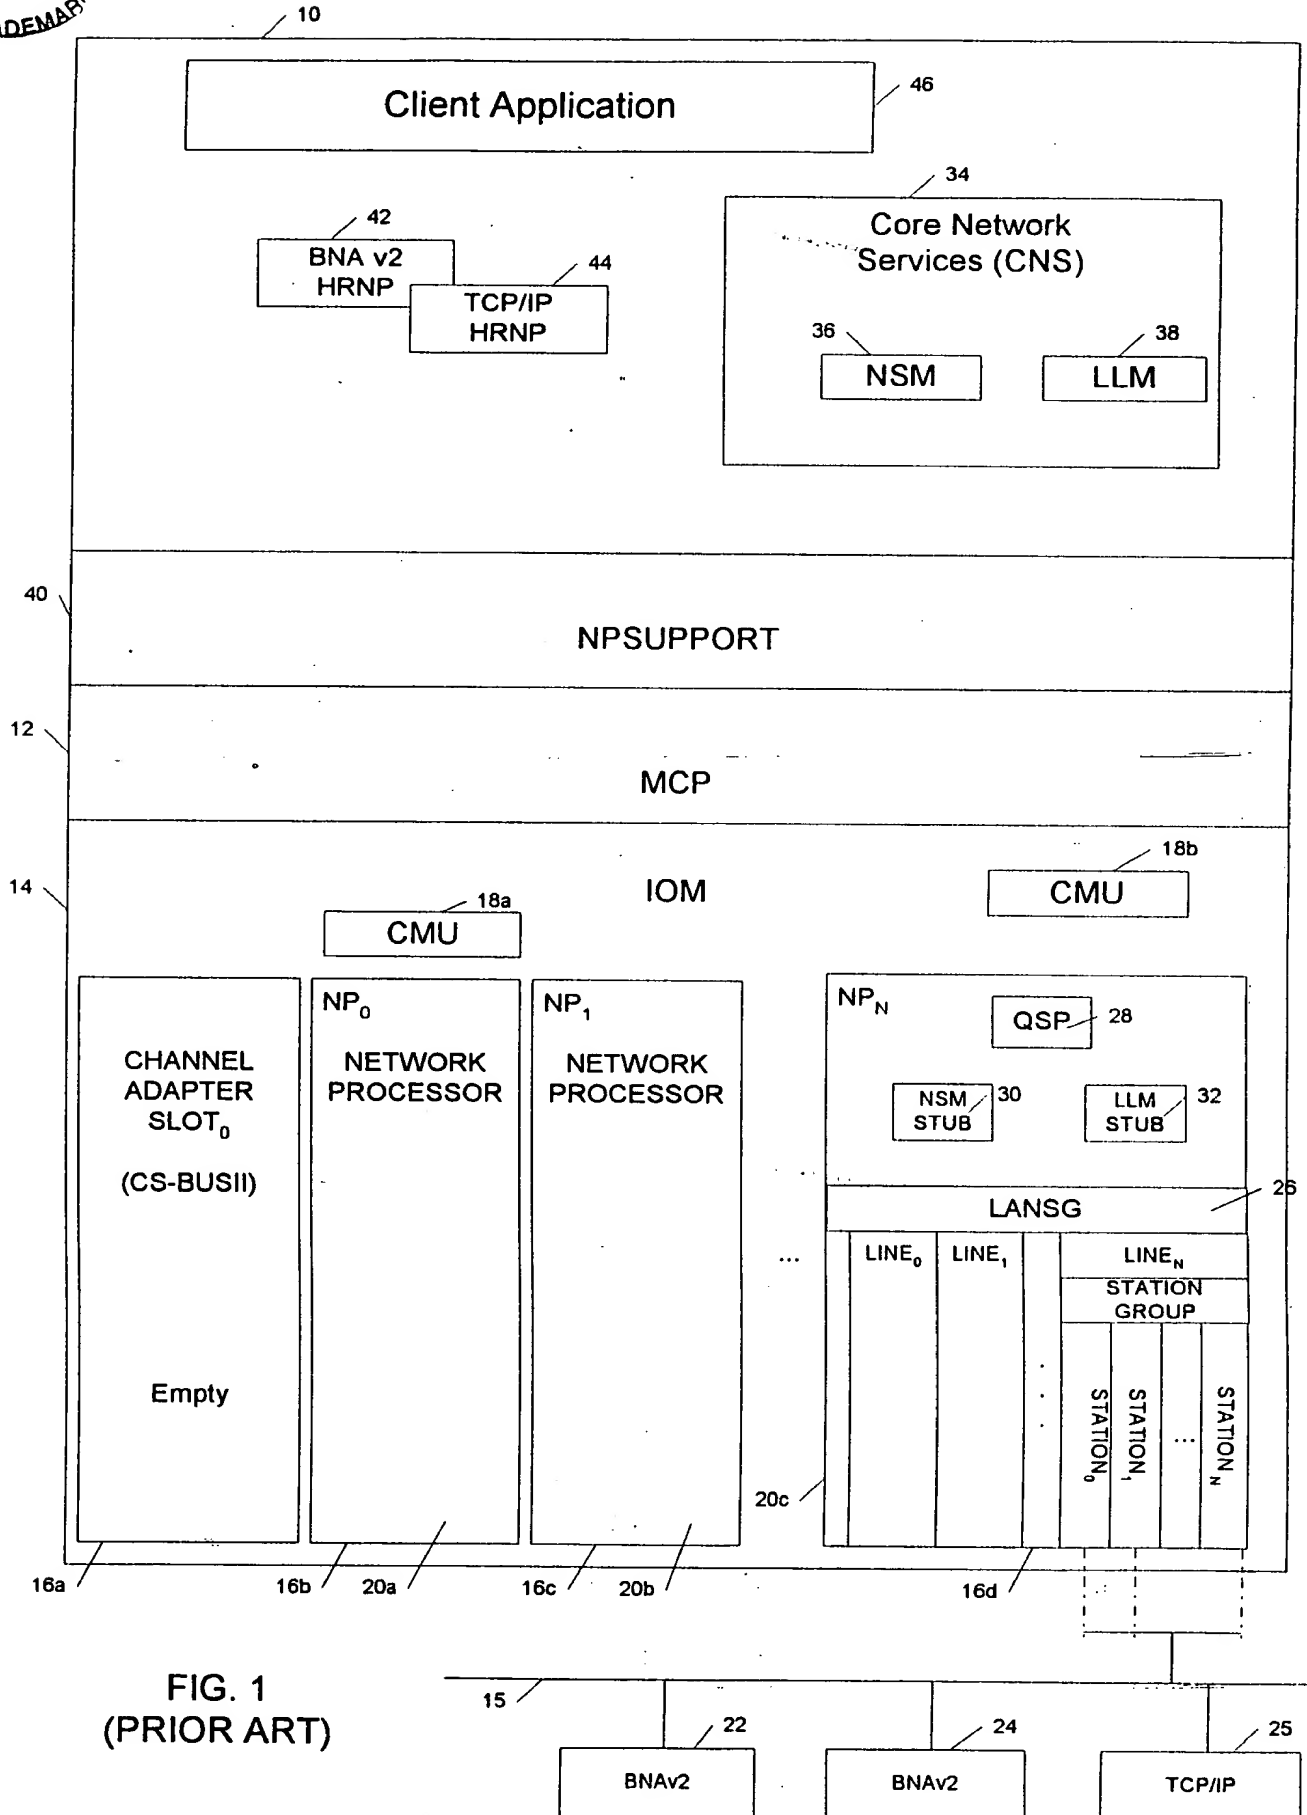 10
Client Application
46
34
Core Network
Services (CNS)
42
BNA v2
HRNP
44
TCP/IP
HRNP
36
NSM
38
LLM
40
NPSUPPORT
12
MCP
14
IOM
18a
CMU
18b
CMU
CHANNEL
ADAPTER
SLOT0
(CS-BUSII)
Empty
NP0
NETWORK
PROCESSOR
NP1
NETWORK
PROCESSOR
...
NPN
QSP
28
NSM
STUB
30
LLM
STUB
32
LANSG
26
LINE0
LINE1
. . .
LINEN
STATION
GROUP
STATION0
STATION1
...
STATIONN
20c
16a
16b
20a
16c
20b
16d
FIG. 1
(PRIOR ART)
15
22
BNAv2
24
BNAv2
25
TCP/IP